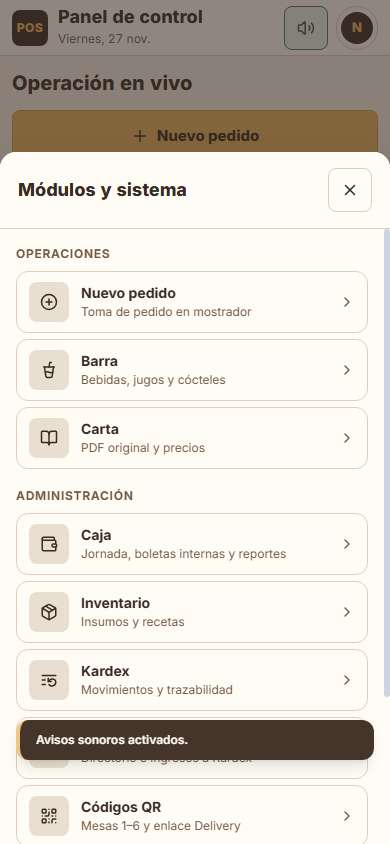 POS
Panel de control
Viernes, 27 nov.
N
Operación en vivo
Nuevo pedido
Módulos y sistema
OPERACIONES
Nuevo pedido
Toma de pedido en mostrador
Barra
Bebidas, jugos y cócteles
Carta
PDF original y precios
ADMINISTRACIÓN
Caja
Jornada, boletas internas y reportes
Inventario
Insumos y recetas
Kardex
Movimientos y trazabilidad
Avisos sonoros activados.
Directorio e ingresos a Kardex
Códigos QR
Mesas 1–6 y enlace Delivery